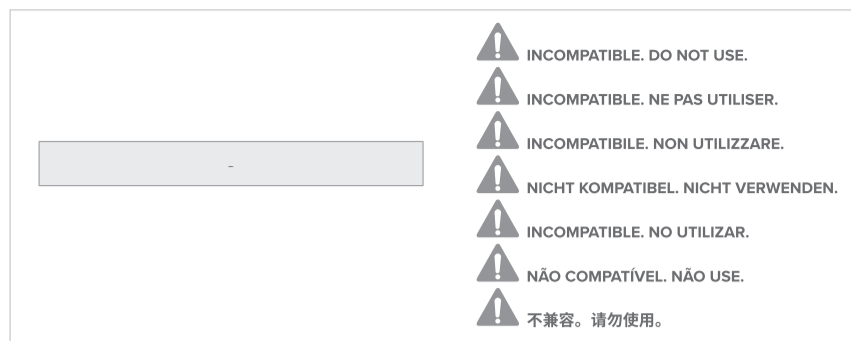 -
INCOMPATIBLE. DO NOT USE.
INCOMPATIBLE. NE PAS UTILISER.
INCOMPATIBILE. NON UTILIZZARE.
NICHT KOMPATIBEL. NICHT VERWENDEN.
INCOMPATIBLE. NO UTILIZAR.
NÃO COMPATÍVEL. NÃO USE.
不兼容。请勿使用。